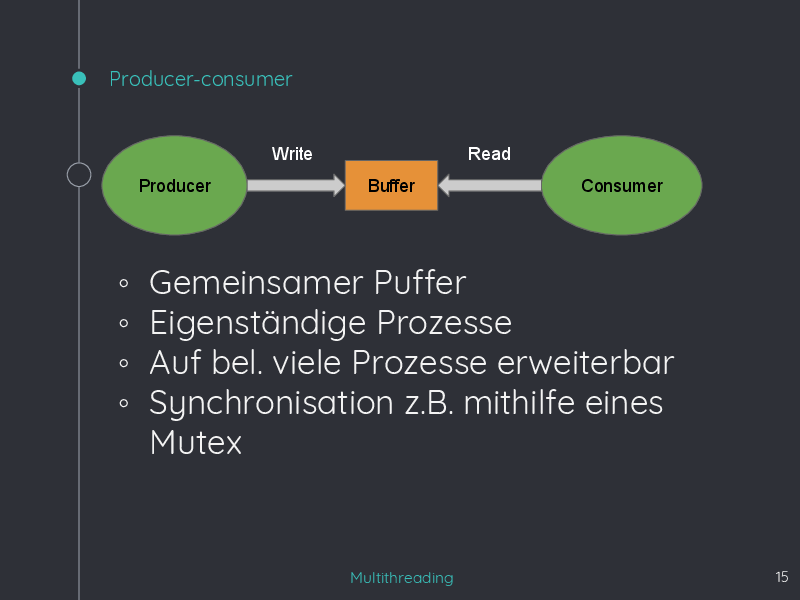 Producer-consumer
Write
Read
Producer
Buffer
Consumer
◦ Gemeinsamer Puffer
◦ Eigenständige Prozesse
◦ Auf bel. viele Prozesse erweiterbar
◦ Synchronisation z.B. mithilfe eines
Mutex
Multithreading
15